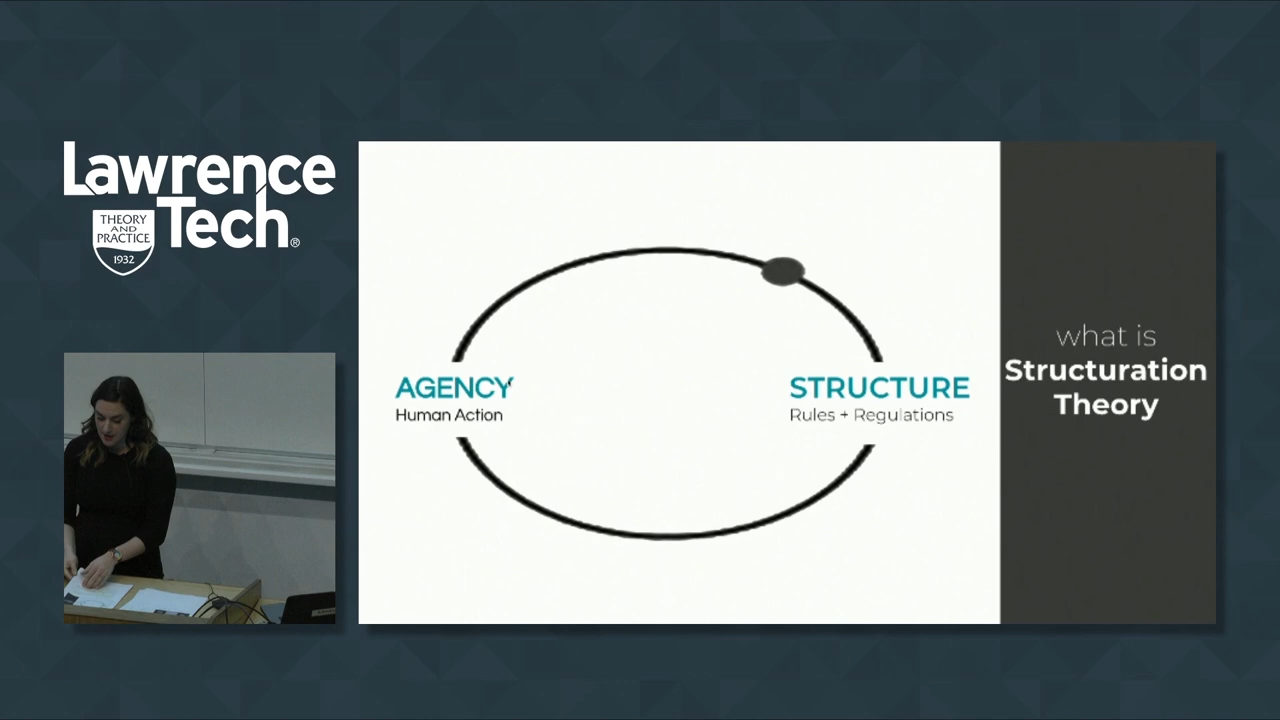 Lawrence
Tech®
THEORY
AND
PRACTICE
1932
AGENCY
Human Action
STRUCTURE
Rules + Regulations
what is
Structuration
Theory